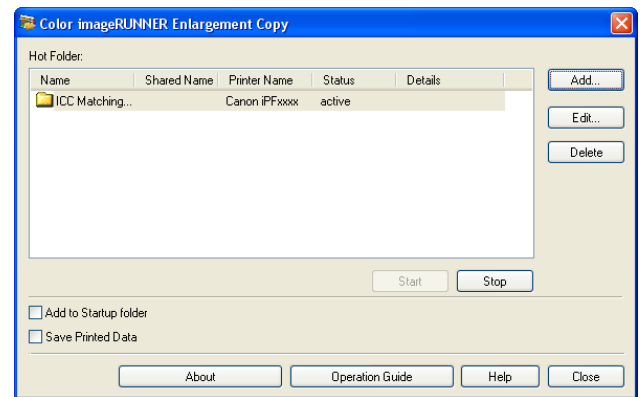 Color imageRUNNER Enlargement Copy
Hot Folder:
Name Shared Name Printer Name Status Details
Add...
ICC Matching... Canon iPFxxxx active
Edit...
Delete
Start Stop
Add to Startup folder
Save Printed Data
About Operation Guide Help Close